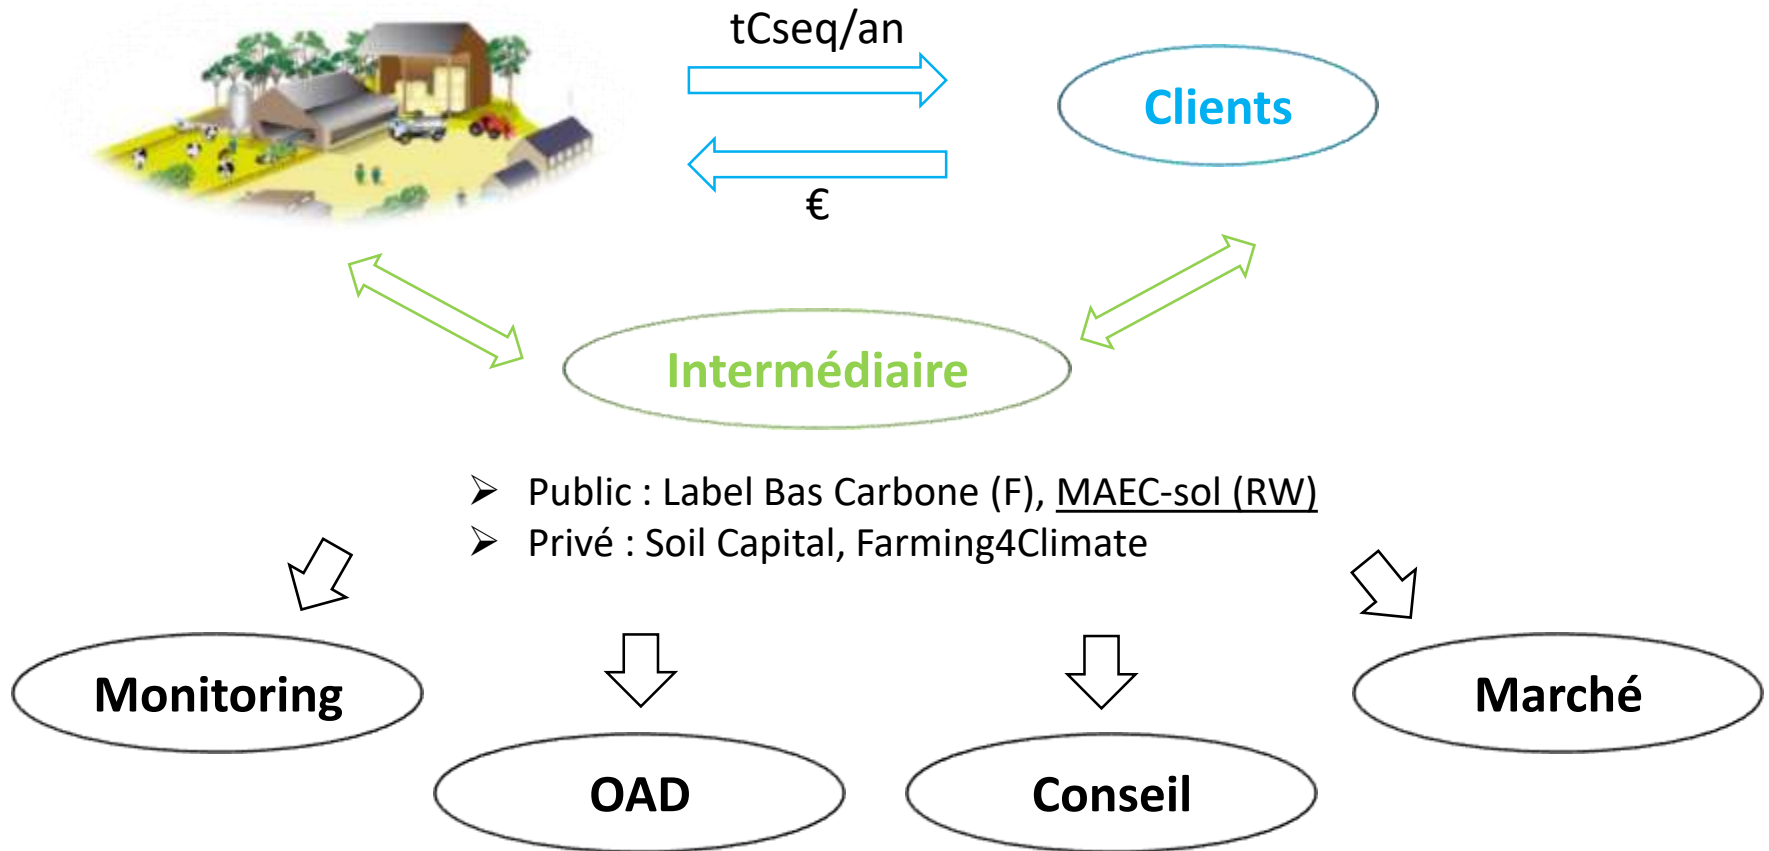 tCseq/an
Clients
€
Intermédiaire
➢ Public : Label Bas Carbone (F), MAEC-sol (RW)
➢ Privé : Soil Capital, Farming4Climate
Monitoring
Marché
OAD
Conseil